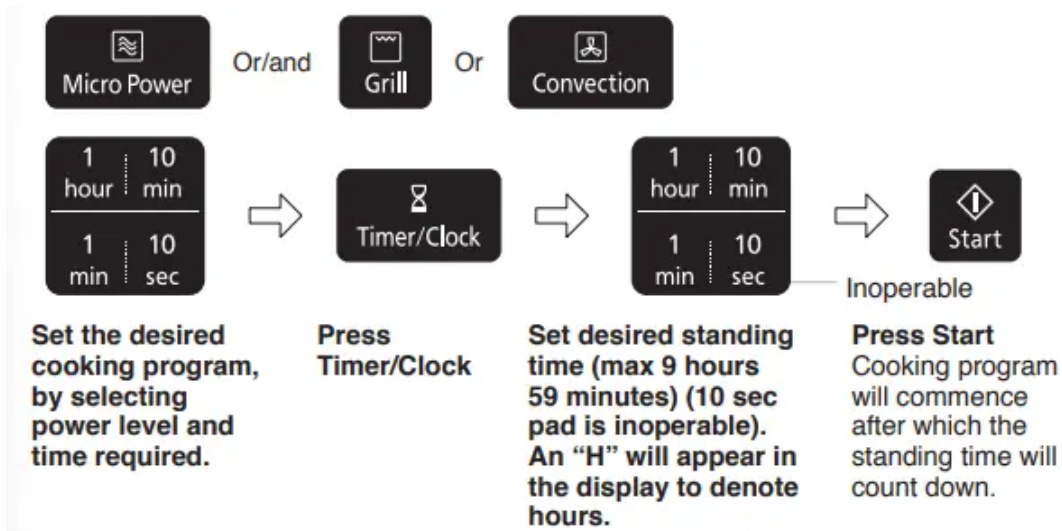 Micro Power
Or/and
Grill
Or
Convection
1 hour
10 min
1 min
10 sec
Timer/Clock
1 hour
10 min
1 min
10 sec
Start
Inoperable
Set the desired
cooking program,
by selecting
power level and
time required.
Press
Timer/Clock
Set desired standing
time (max 9 hours
59 minutes) (10 sec
pad is inoperable).
An “H” will appear in
the display to denote
hours.
Press Start
Cooking program
will commence
after which the
standing time will
count down.